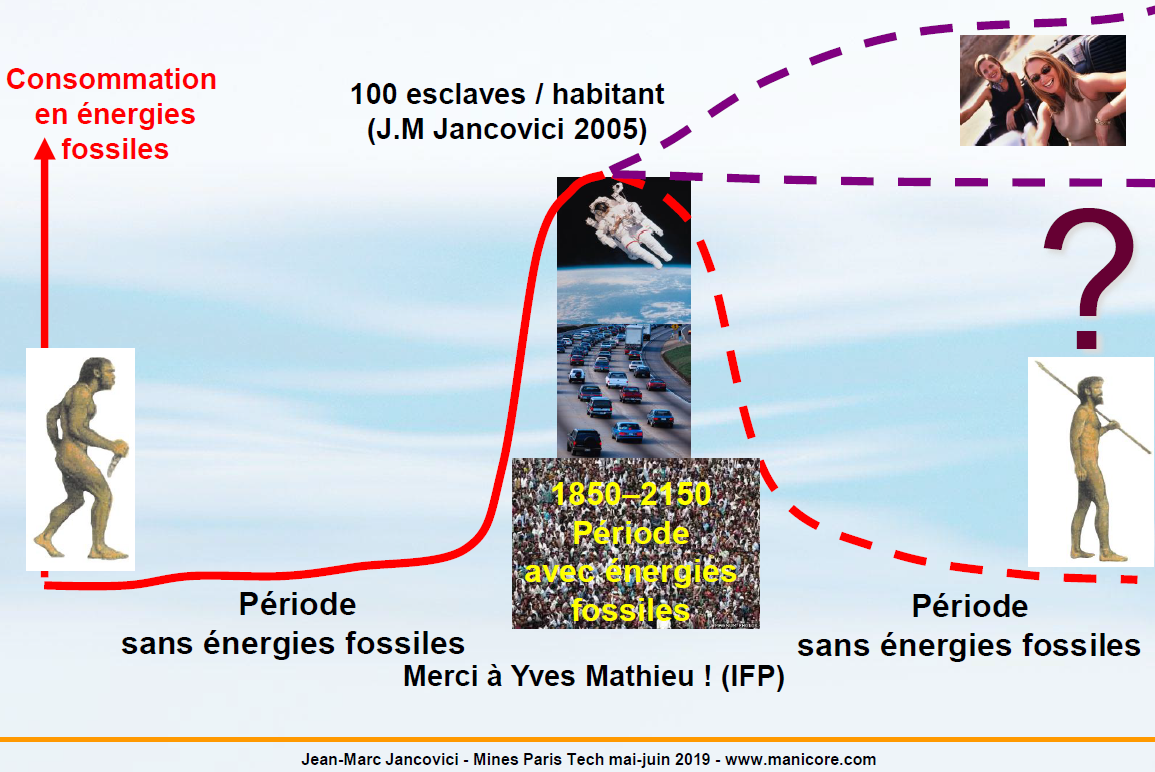 Consommation
en énergies
fossiles
100 esclaves / habitant
(J.M Jancovici 2005)
?
1850–2150
Période
avec énergies
fossiles
Période
sans énergies fossiles
Période
sans énergies fossiles
Merci à Yves Mathieu ! (IFP)
Jean-Marc Jancovici - Mines Paris Tech mai-juin 2019 - www.manicore.com